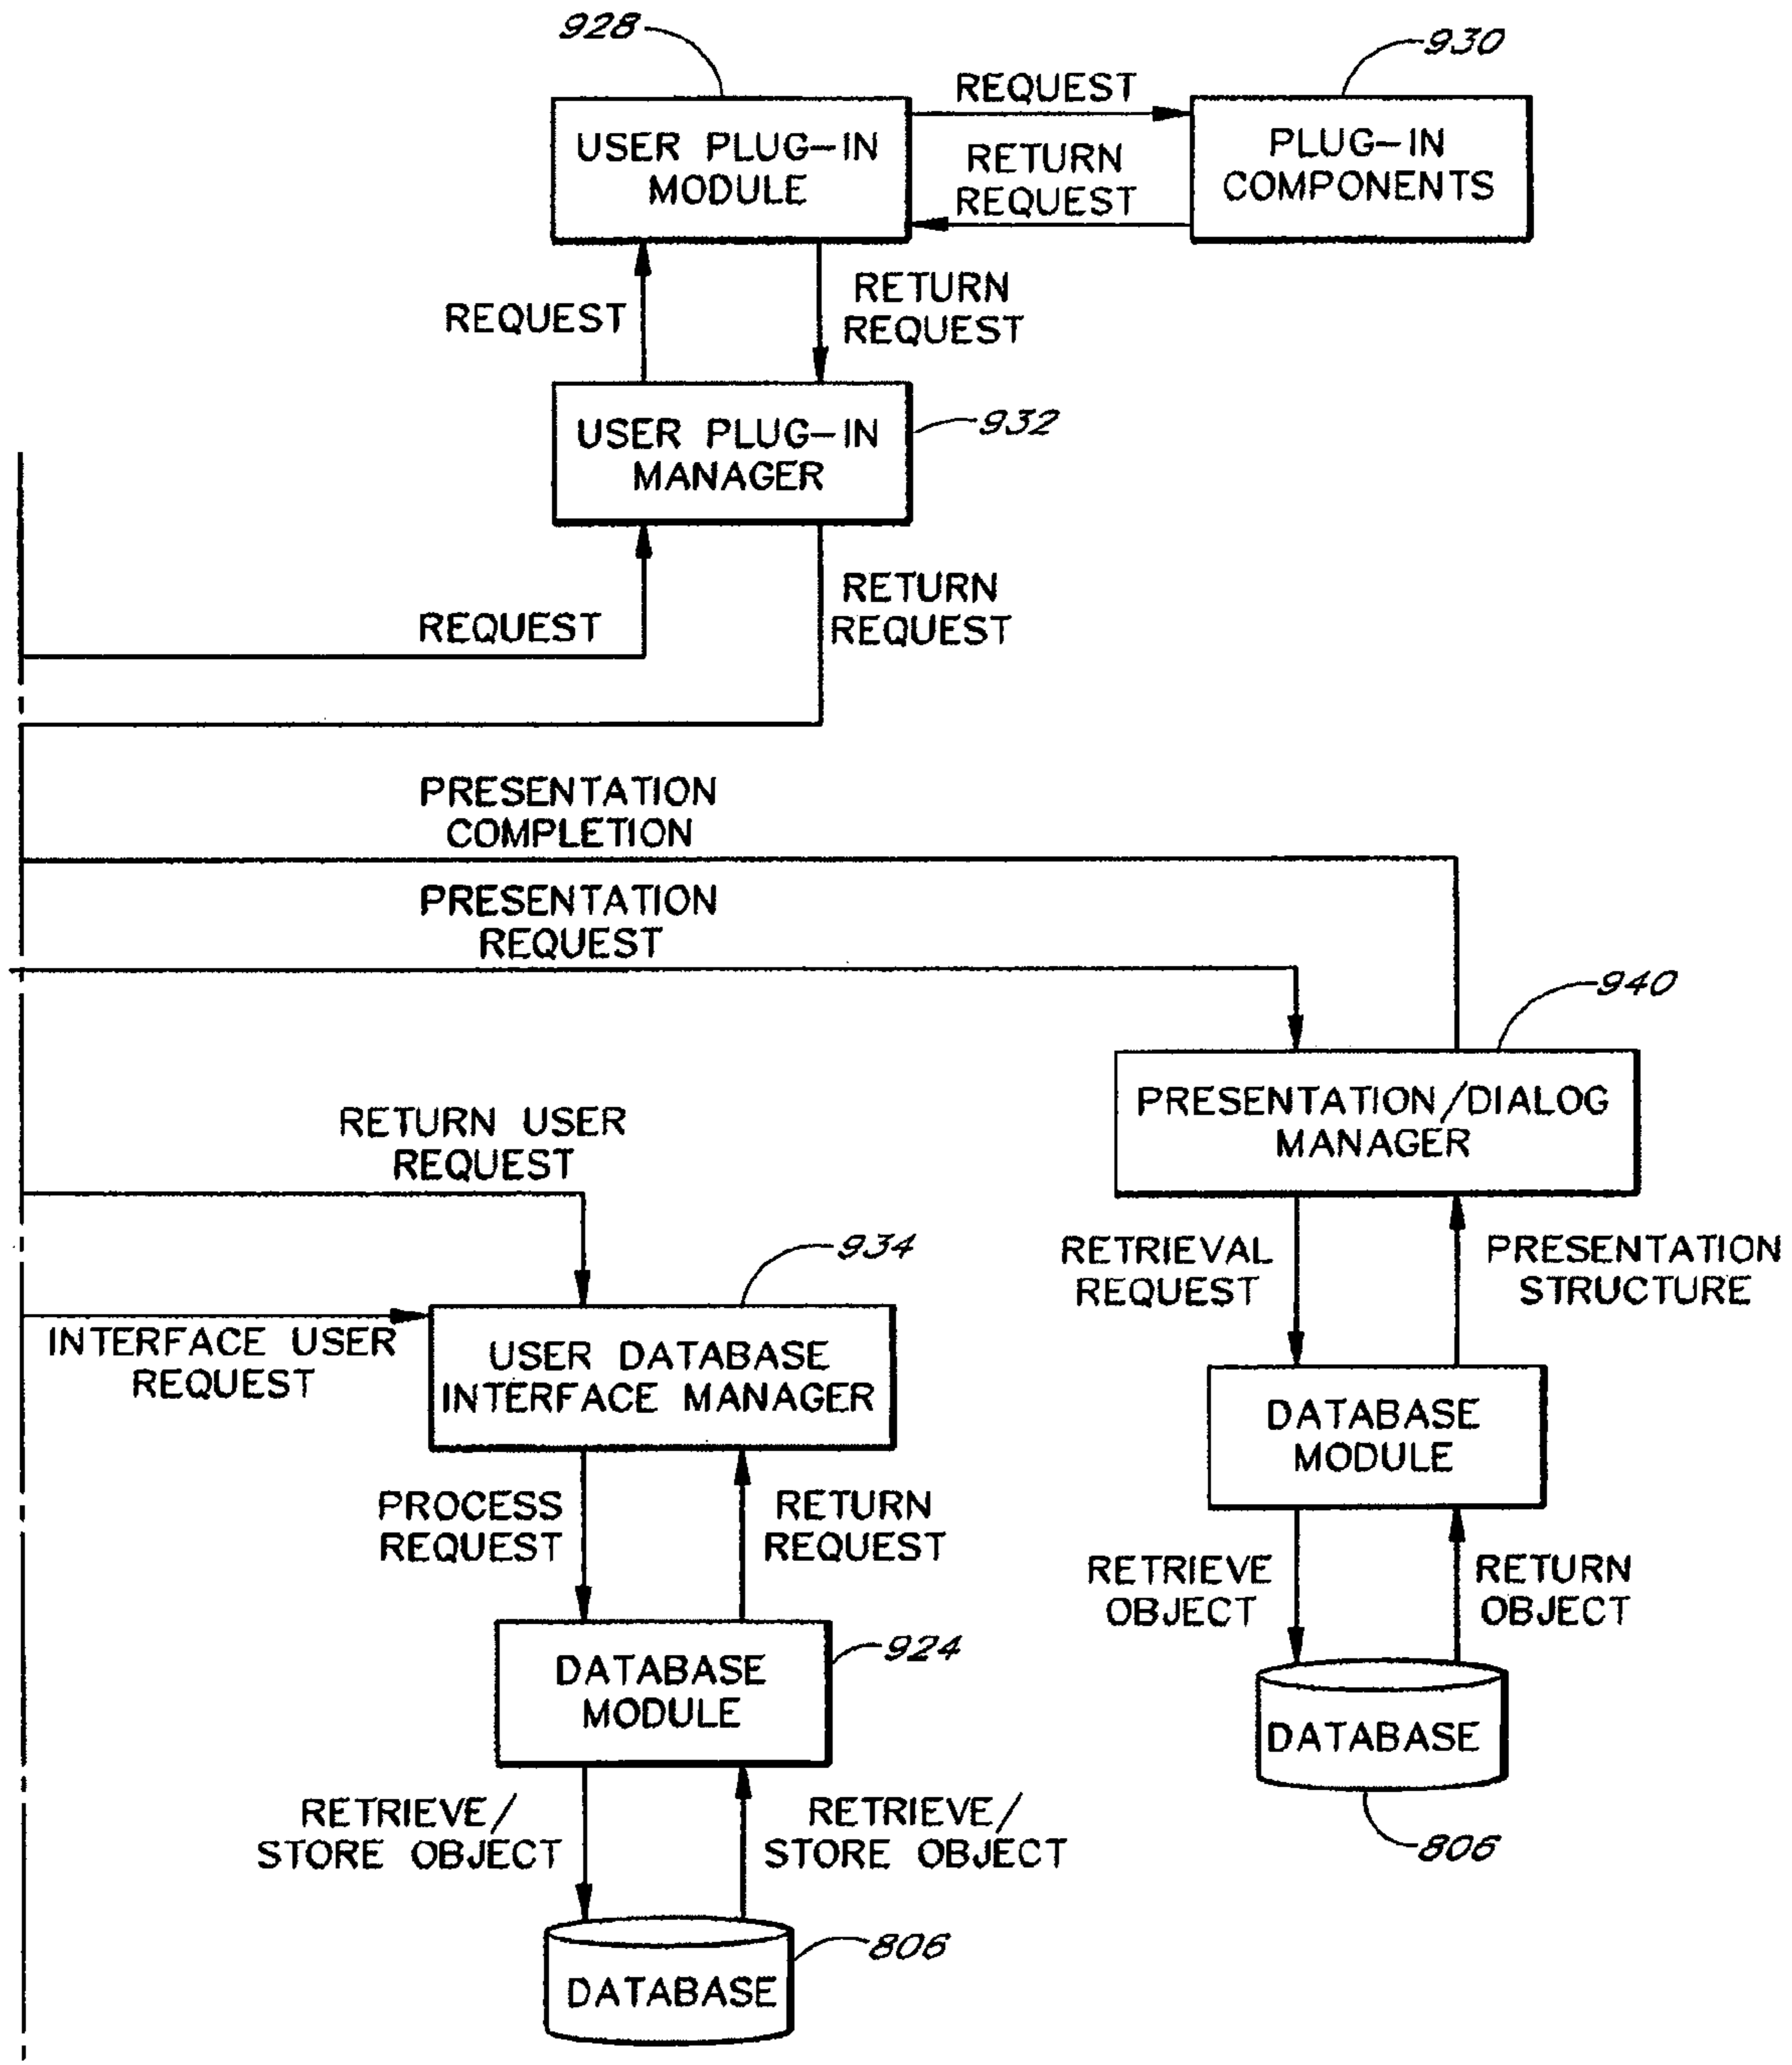 928
930
REQUEST
USER PLUG-IN
MODULE
RETURN
REQUEST
PLUG-IN
COMPONENTS
REQUEST
RETURN
REQUEST
USER PLUG-IN
MANAGER
932
REQUEST
RETURN
REQUEST
PRESENTATION
COMPLETION
PRESENTATION
REQUEST
940
PRESENTATION/DIALOG
MANAGER
RETURN USER
REQUEST
934
RETRIEVAL
REQUEST
PRESENTATION
STRUCTURE
INTERFACE USER
REQUEST
USER DATABASE
INTERFACE MANAGER
DATABASE
MODULE
PROCESS
REQUEST
RETURN
REQUEST
RETRIEVE
OBJECT
RETURN
OBJECT
924
DATABASE
MODULE
DATABASE
806
RETRIEVE/
STORE OBJECT
RETRIEVE/
STORE OBJECT
806
DATABASE